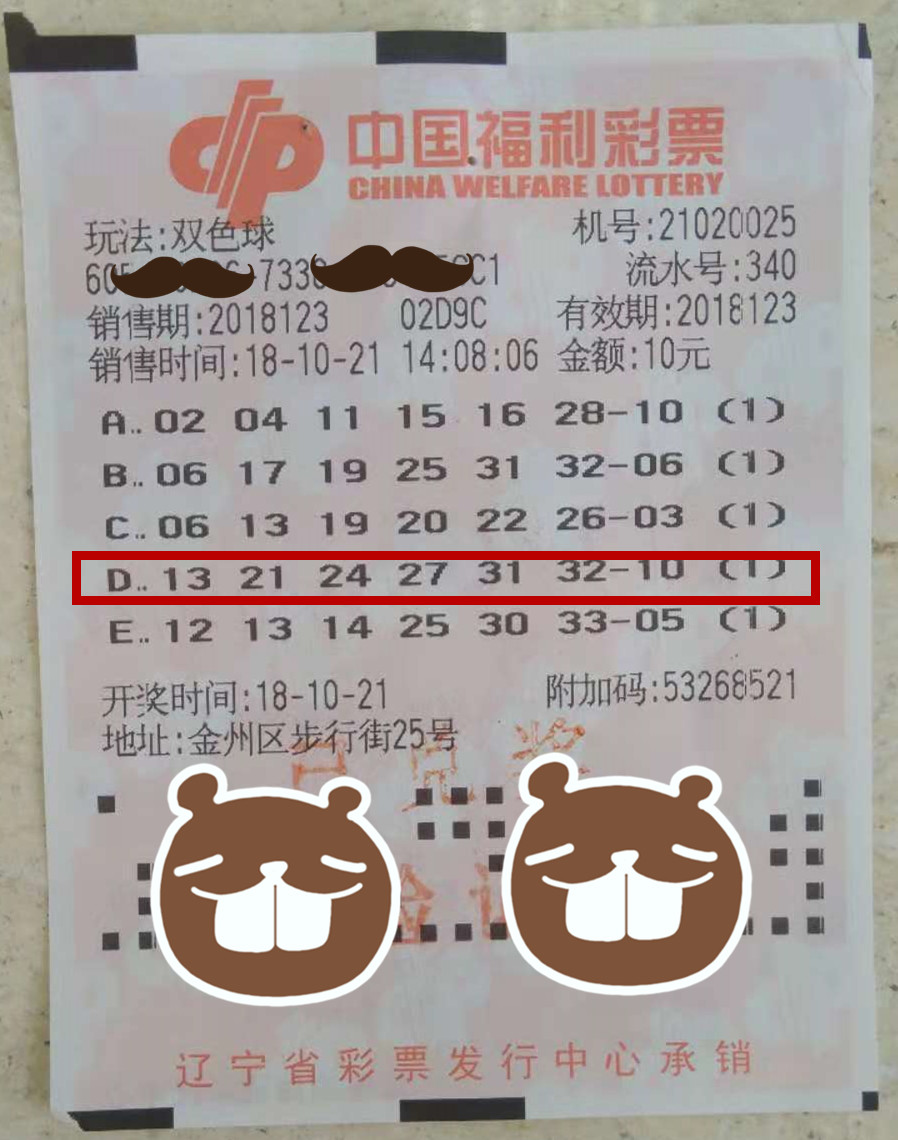 中国福利彩票
CHINA WELFARE LOTTERY
玩法:双色球 机号:21020025
流水号:340
销售期:2018123 02D9C 有效期:2018123
销售时间:18-10-21 14:08:06 金额:10元
A..02 04 11 15 16 28-10 (1)
B..06 17 19 25 31 32-06 (1)
C..06 13 19 20 22 26-03 (1)
D..13 21 24 27 31 32-10 (1)
E..12 13 14 25 30 33-05 (1)
开奖时间:18-10-21 附加码:53268521
地址:金州区步行街25号
已兑奖
辽宁省彩票发行中心承销